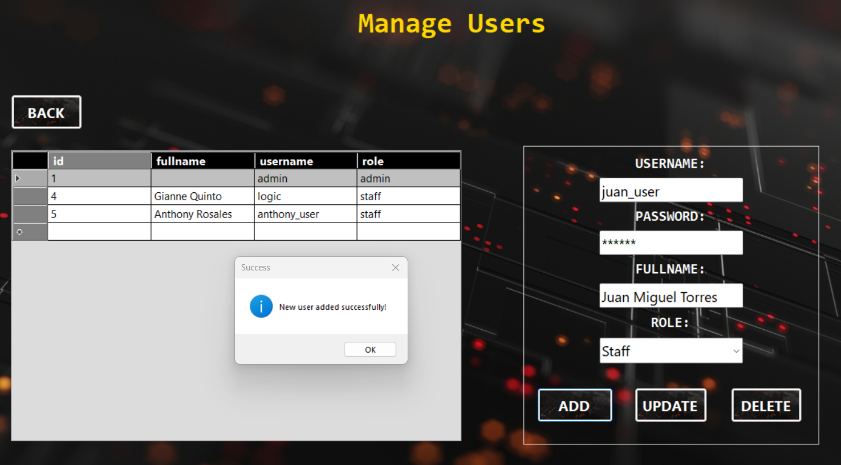 Manage Users
BACK
id fullname username role
1 admin admin
4 Gianne Quinto logic staff
5 Anthony Rosales anthony_user staff
Success
New user added successfully!
OK
USERNAME:
juan_user
PASSWORD:
******
FULLNAME:
Juan Miguel Torres
ROLE:
Staff
ADD UPDATE DELETE